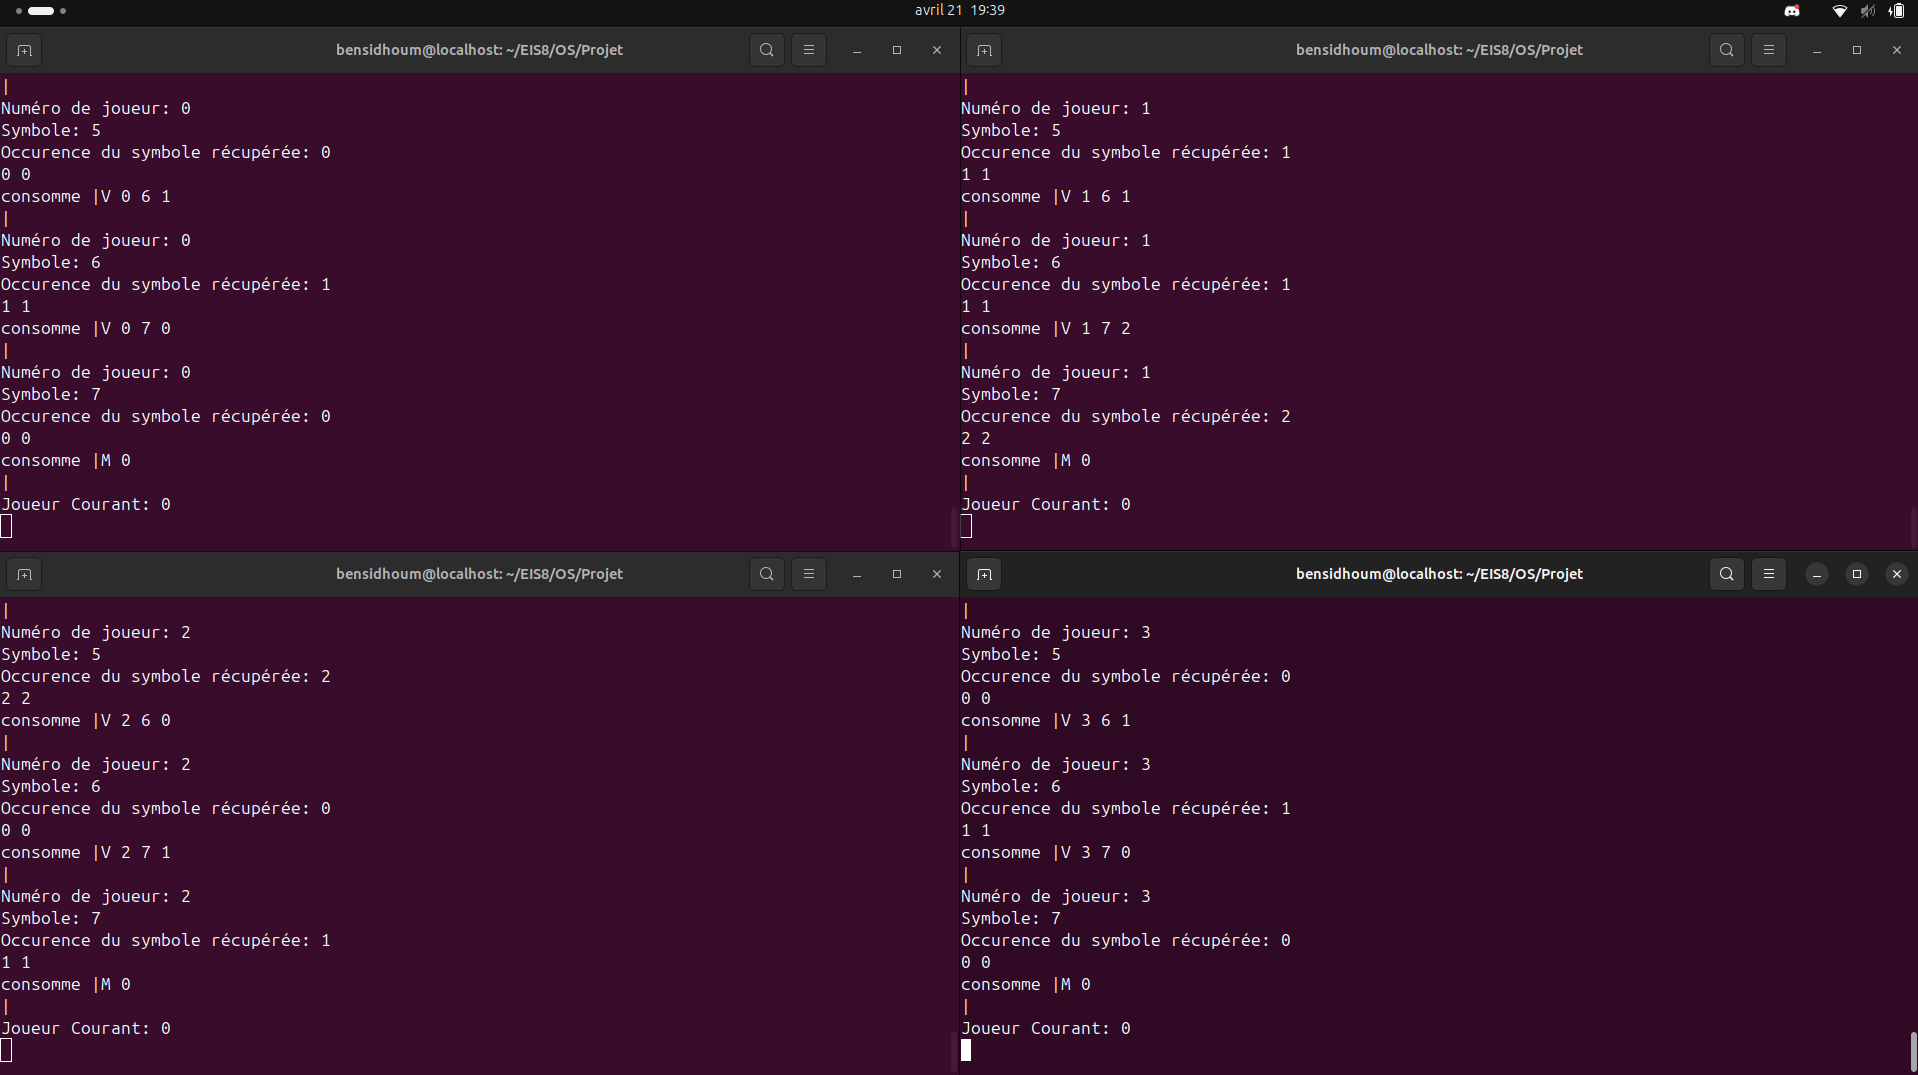 avril 21 19:39
bensidhoum@localhost: ~/EIS8/OS/Projet
|
Numéro de joueur: 0
Symbole: 5
Occurence du symbole récupérée: 0
0 0
consomme |V 0 6 1
|
Numéro de joueur: 0
Symbole: 6
Occurence du symbole récupérée: 1
1 1
consomme |V 0 7 0
|
Numéro de joueur: 0
Symbole: 7
Occurence du symbole récupérée: 0
0 0
consomme |M 0
|
Joueur Courant: 0
bensidhoum@localhost: ~/EIS8/OS/Projet
|
Numéro de joueur: 1
Symbole: 5
Occurence du symbole récupérée: 1
1 1
consomme |V 1 6 1
|
Numéro de joueur: 1
Symbole: 6
Occurence du symbole récupérée: 1
1 1
consomme |V 1 7 2
|
Numéro de joueur: 1
Symbole: 7
Occurence du symbole récupérée: 2
2 2
consomme |M 0
|
Joueur Courant: 0
bensidhoum@localhost: ~/EIS8/OS/Projet
|
Numéro de joueur: 2
Symbole: 5
Occurence du symbole récupérée: 2
2 2
consomme |V 2 6 0
|
Numéro de joueur: 2
Symbole: 6
Occurence du symbole récupérée: 0
0 0
consomme |V 2 7 1
|
Numéro de joueur: 2
Symbole: 7
Occurence du symbole récupérée: 1
1 1
consomme |M 0
|
Joueur Courant: 0
bensidhoum@localhost: ~/EIS8/OS/Projet
|
Numéro de joueur: 3
Symbole: 5
Occurence du symbole récupérée: 0
0 0
consomme |V 3 6 1
|
Numéro de joueur: 3
Symbole: 6
Occurence du symbole récupérée: 1
1 1
consomme |V 3 7 0
|
Numéro de joueur: 3
Symbole: 7
Occurence du symbole récupérée: 0
0 0
consomme |M 0
|
Joueur Courant: 0